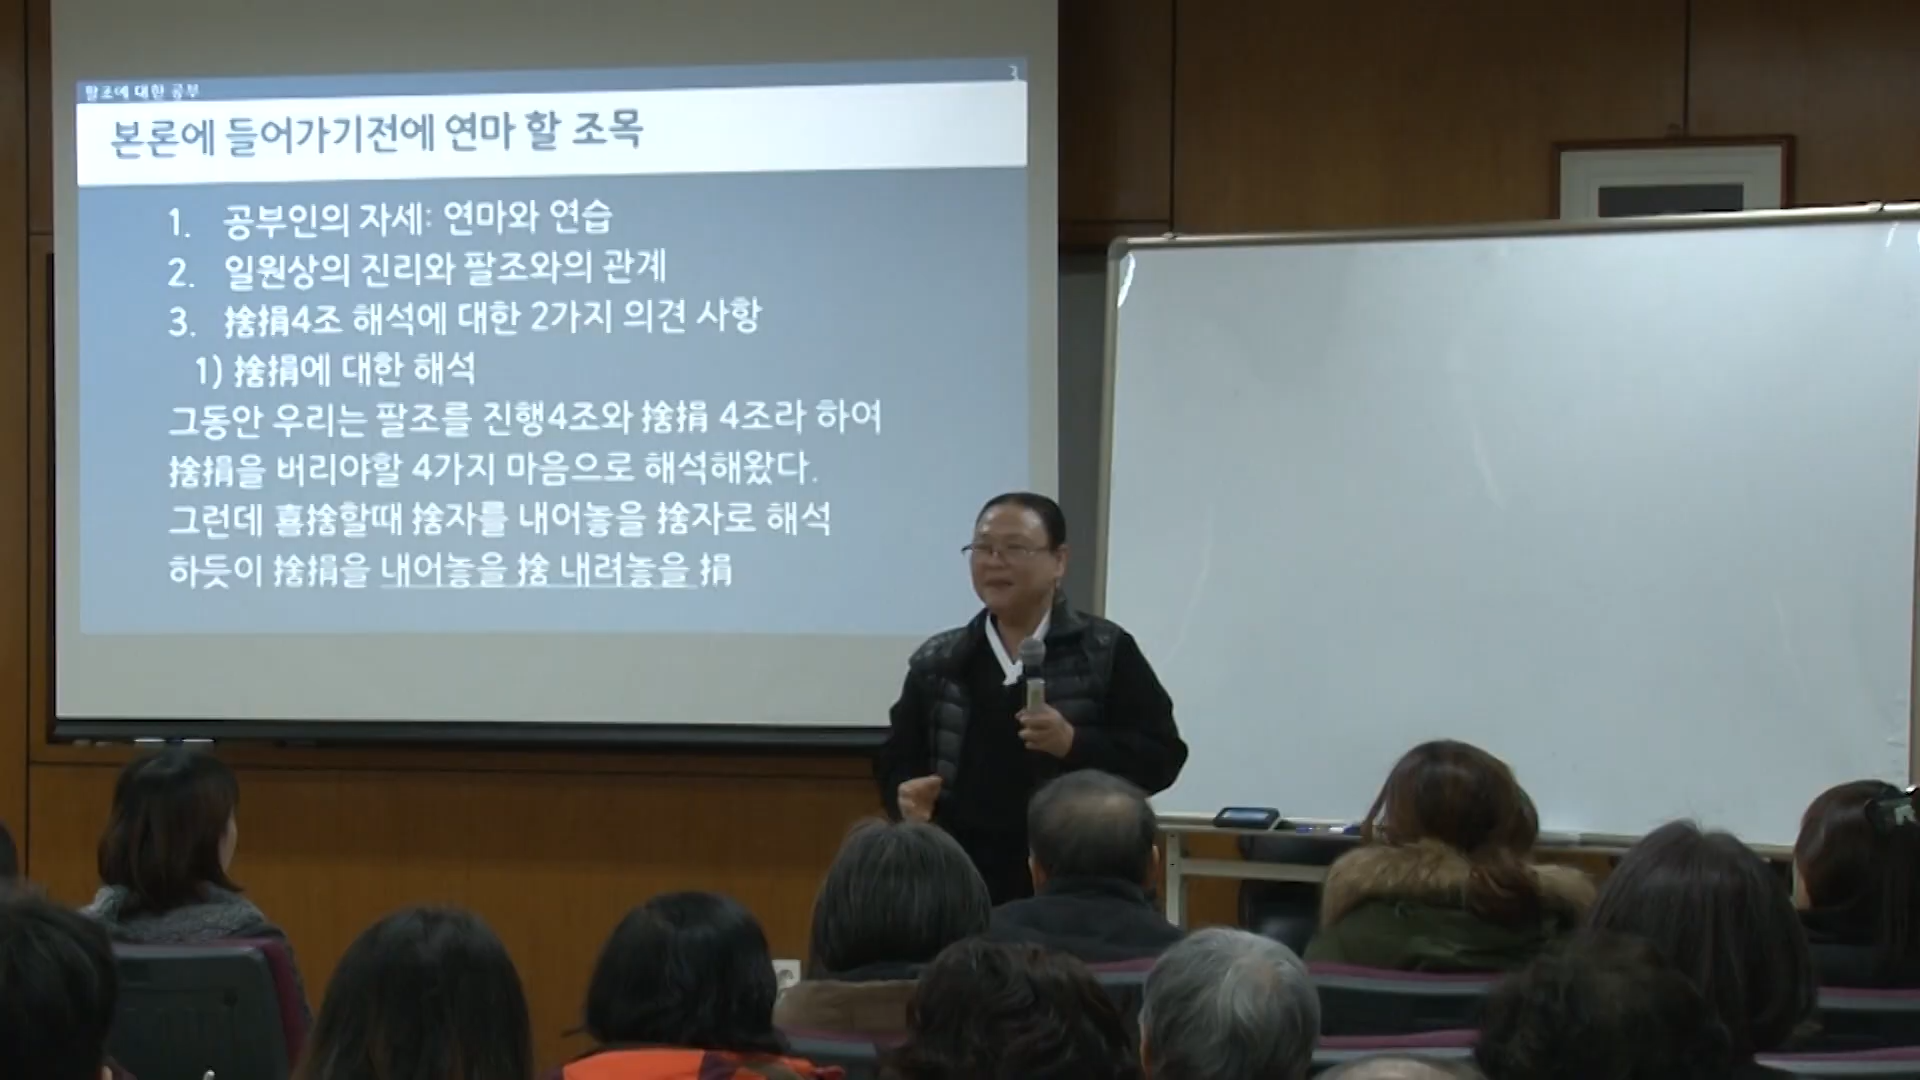 팔조에 대한 공부
3
본론에 들어가기전에 연마 할 조목
1. 공부인의 자세: 연마와 연습
2. 일원상의 진리와 팔조와의 관계
3. 捨捐4조 해석에 대한 2가지 의견 사항
1) 捨捐에 대한 해석
그동안 우리는 팔조를 진행4조와 捨捐 4조라 하여
捨捐을 버리야할 4가지 마음으로 해석해왔다.
그런데 喜捨할때 捨자를 내어놓을 捨자로 해석
하듯이 捨捐을 내어놓을 捨 내려놓을 捐